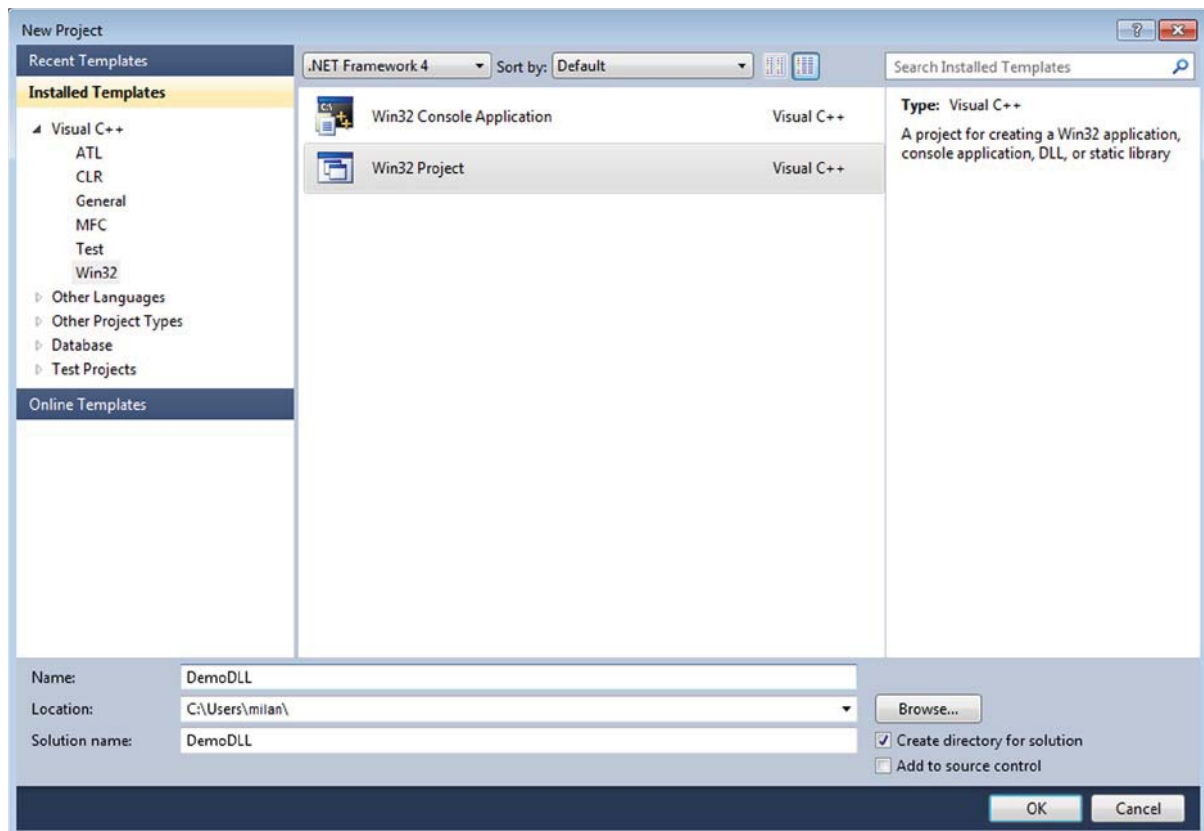 New Project
Recent Templates
Installed Templates
Visual C++
ATL
CLR
General
MFC
Test
Win32
Other Languages
Other Project Types
Database
Test Projects
Online Templates
.NET Framework 4 Sort by: Default
Win32 Console Application Visual C++
Win32 Project Visual C++
Search Installed Templates
Type: Visual C++
A project for creating a Win32 application,
console application, DLL, or static library
Name: DemoDLL
Location: C:\Users\milan\ Browse...
Solution name: DemoDLL
Create directory for solution
Add to source control
OK Cancel